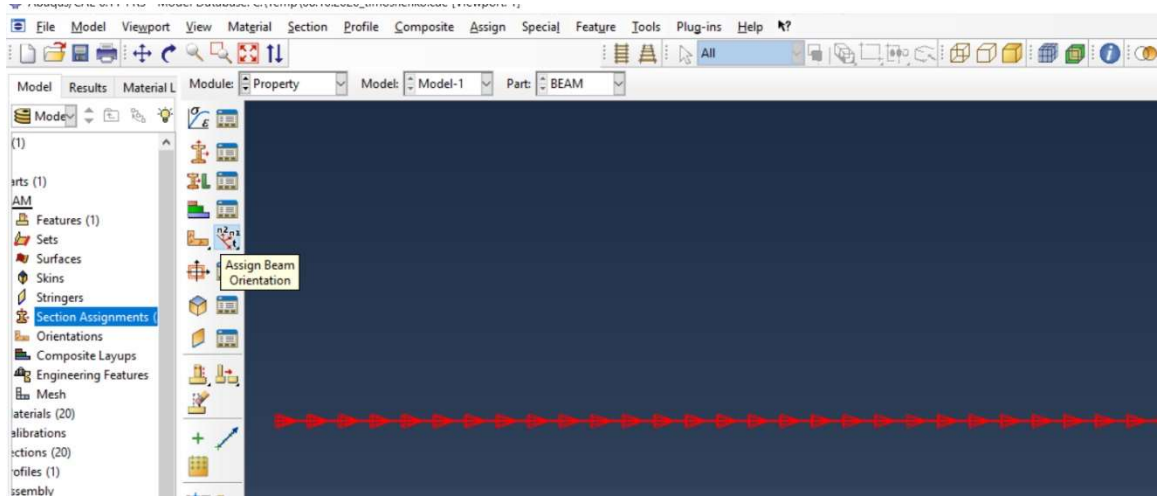 File Model Viewport View Material Section Profile Composite Assign Special Feature Tools Plug-ins Help
All
Model Results Material L Module: Property Model: Model-1 Part: BEAM
(1)
arts (1)
AM
Features (1)
Sets
Surfaces
Skins
Stringers
Section Assignments (
Orientations
Composite Layups
Engineering Features
Mesh
aterials (20)
alibrations
ections (20)
ofiles (1)
ssembly
Assign Beam
Orientation